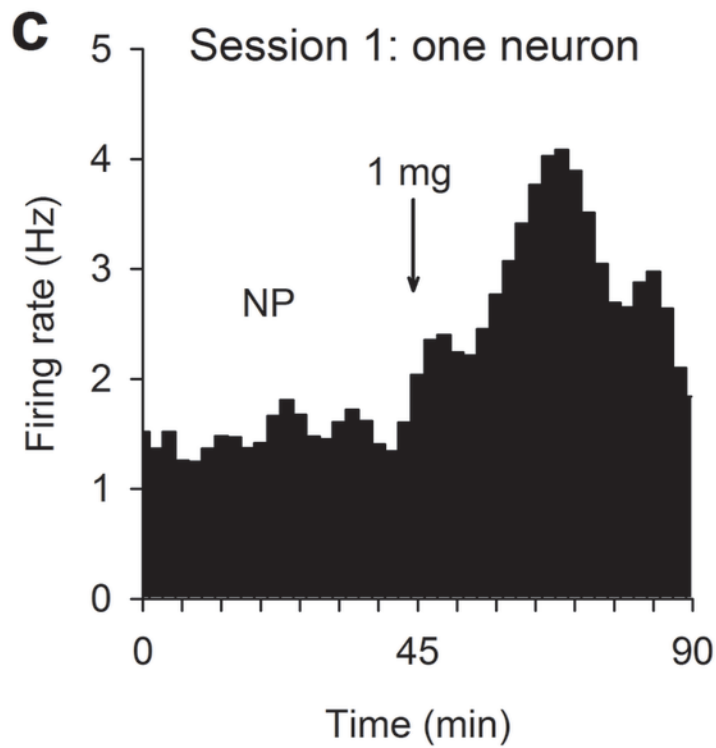 c
Session 1: one neuron
5
4
3
2
1
0
Firing rate (Hz)
1 mg
NP
0 45 90
Time (min)